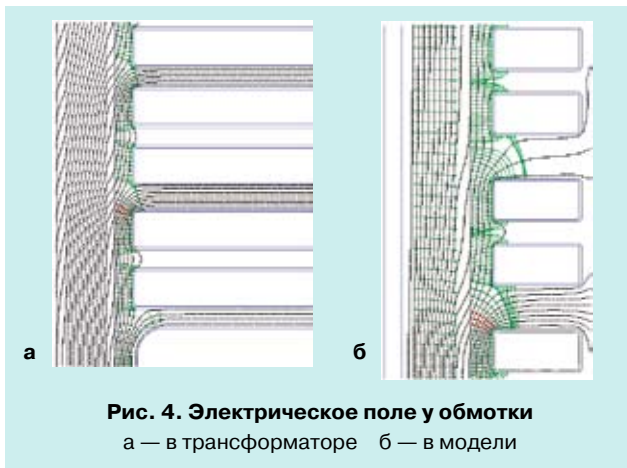 а
б
Рис. 4. Электрическое поле у обмотки
а — в трансформаторе б — в модели